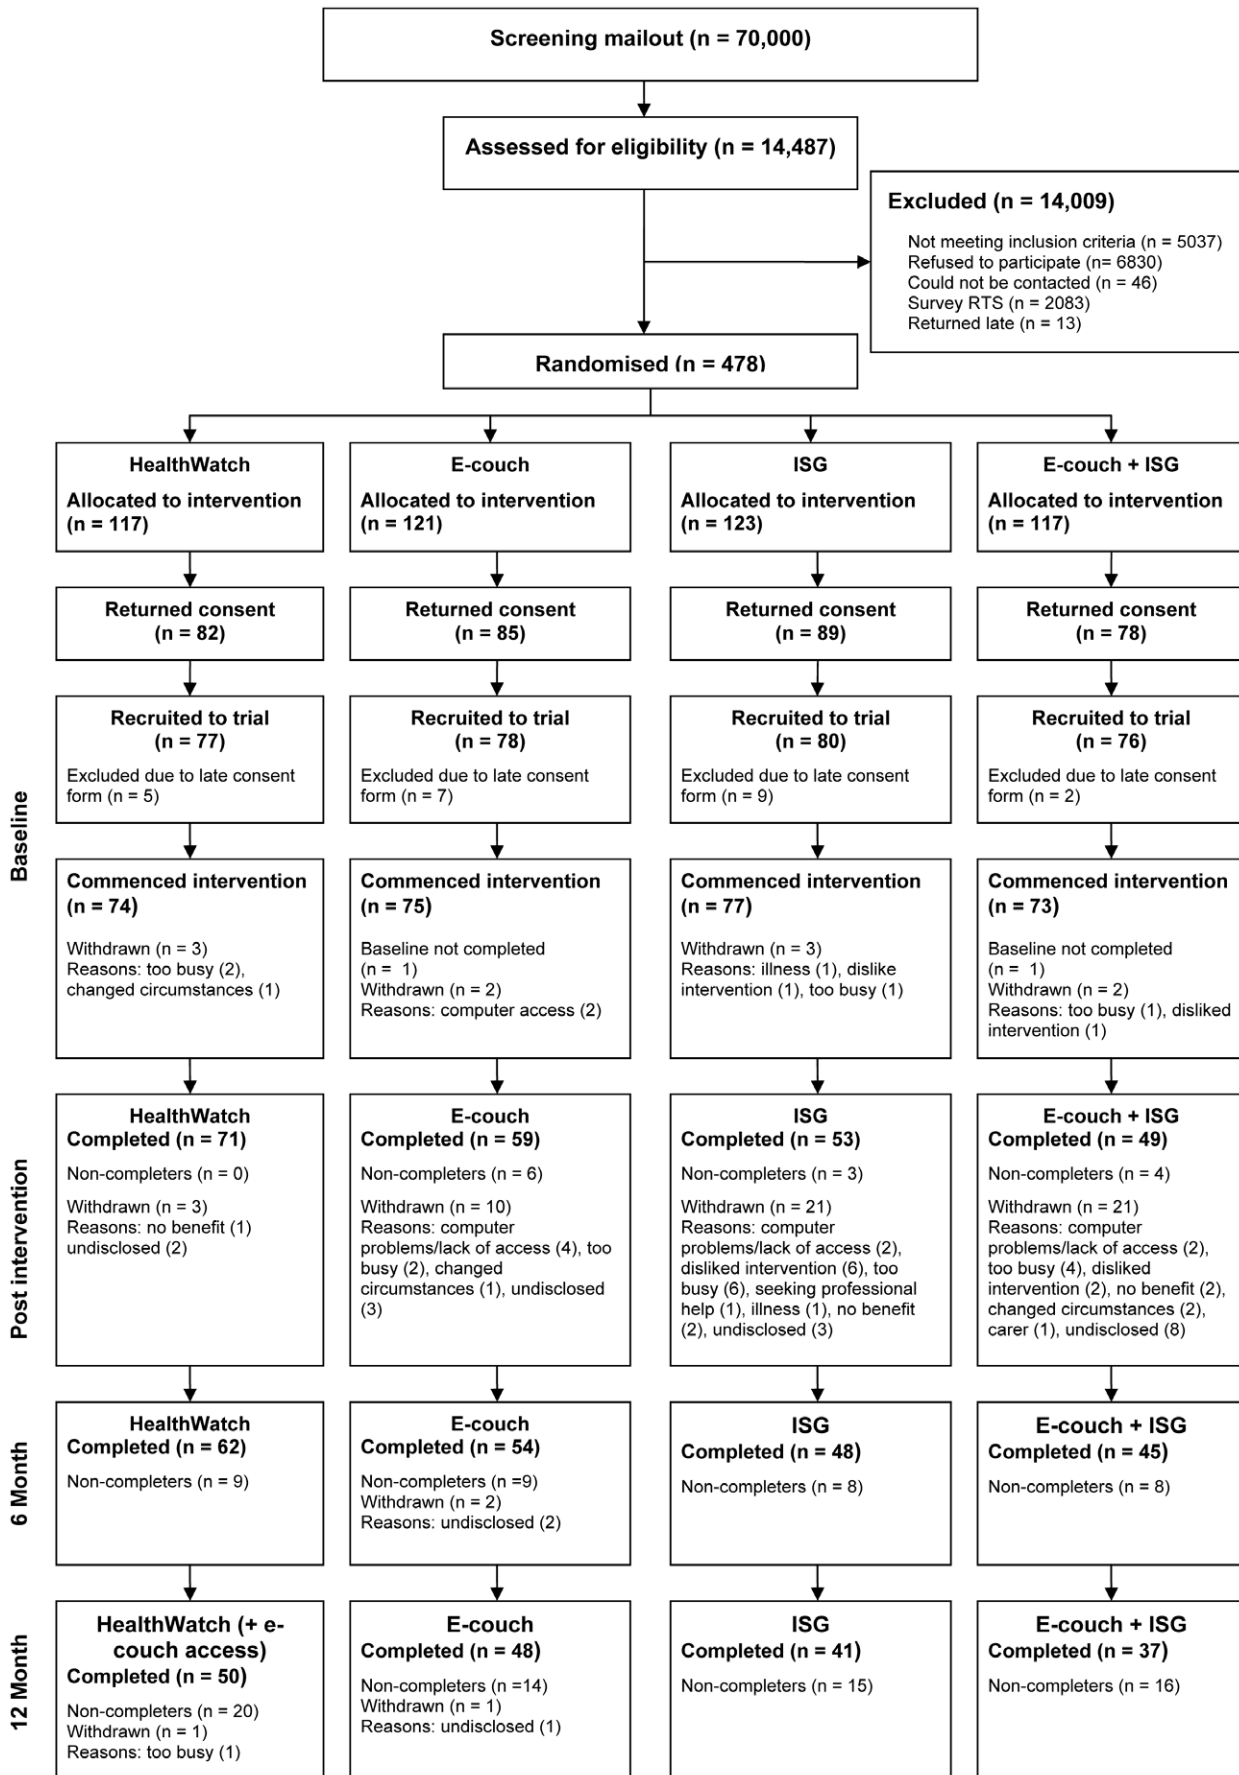 Screening mailout (n = 70,000)
Assessed for eligibility (n = 14,487)
Excluded (n = 14,009)
Not meeting inclusion criteria (n = 5037)
Refused to participate (n= 6830)
Could not be contacted (n = 46)
Survey RTS (n = 2083)
Returned late (n = 13)
Randomised (n = 478)
HealthWatch
Allocated to intervention
(n = 117)
E-couch
Allocated to intervention
(n = 121)
ISG
Allocated to intervention
(n = 123)
E-couch + ISG
Allocated to intervention
(n = 117)
Returned consent
(n = 82)
Returned consent
(n = 85)
Returned consent
(n = 89)
Returned consent
(n = 78)
Baseline
Recruited to trial
(n = 77)
Excluded due to late consent
form (n = 5)
Recruited to trial
(n = 78)
Excluded due to late consent
form (n = 7)
Recruited to trial
(n = 80)
Excluded due to late consent
form (n = 9)
Recruited to trial
(n = 76)
Excluded due to late consent
form (n = 2)
Commenced intervention
(n = 74)
Withdrawn (n = 3)
Reasons: too busy (2),
changed circumstances (1)
Commenced intervention
(n = 75)
Baseline not completed
(n = 1)
Withdrawn (n = 2)
Reasons: computer access (2)
Commenced intervention
(n = 77)
Withdrawn (n = 3)
Reasons: illness (1), dislike
intervention (1), too busy (1)
Commenced intervention
(n = 73)
Baseline not completed
(n = 1)
Withdrawn (n = 2)
Reasons: too busy (1), disliked
intervention (1)
Post intervention
HealthWatch
Completed (n = 71)
Non-completers (n = 0)
Withdrawn (n = 3)
Reasons: no benefit (1)
undisclosed (2)
E-couch
Completed (n = 59)
Non-completers (n = 6)
Withdrawn (n = 10)
Reasons: computer
problems/lack of access (4), too
busy (2), changed
circumstances (1), undisclosed
(3)
ISG
Completed (n = 53)
Non-completers (n = 3)
Withdrawn (n = 21)
Reasons: computer
problems/lack of access (2),
disliked intervention (6), too
busy (6), seeking professional
help (1), illness (1), no benefit
(2), undisclosed (3)
E-couch + ISG
Completed (n = 49)
Non-completers (n = 4)
Withdrawn (n = 21)
Reasons: computer
problems/lack of access (2),
too busy (4), disliked
intervention (2), no benefit (2),
changed circumstances (2),
carer (1), undisclosed (8)
6 Month
HealthWatch
Completed (n = 62)
Non-completers (n = 9)
E-couch
Completed (n = 54)
Non-completers (n =9)
Withdrawn (n = 2)
Reasons: undisclosed (2)
ISG
Completed (n = 48)
Non-completers (n = 8)
E-couch + ISG
Completed (n = 45)
Non-completers (n = 8)
12 Month
HealthWatch (+ e-
couch access)
Completed (n = 50)
Non-completers (n = 20)
Withdrawn (n = 1)
Reasons: too busy (1)
E-couch
Completed (n = 48)
Non-completers (n =14)
Withdrawn (n = 1)
Reasons: undisclosed (1)
ISG
Completed (n = 41)
Non-completers (n = 15)
E-couch + ISG
Completed (n = 37)
Non-completers (n = 16)